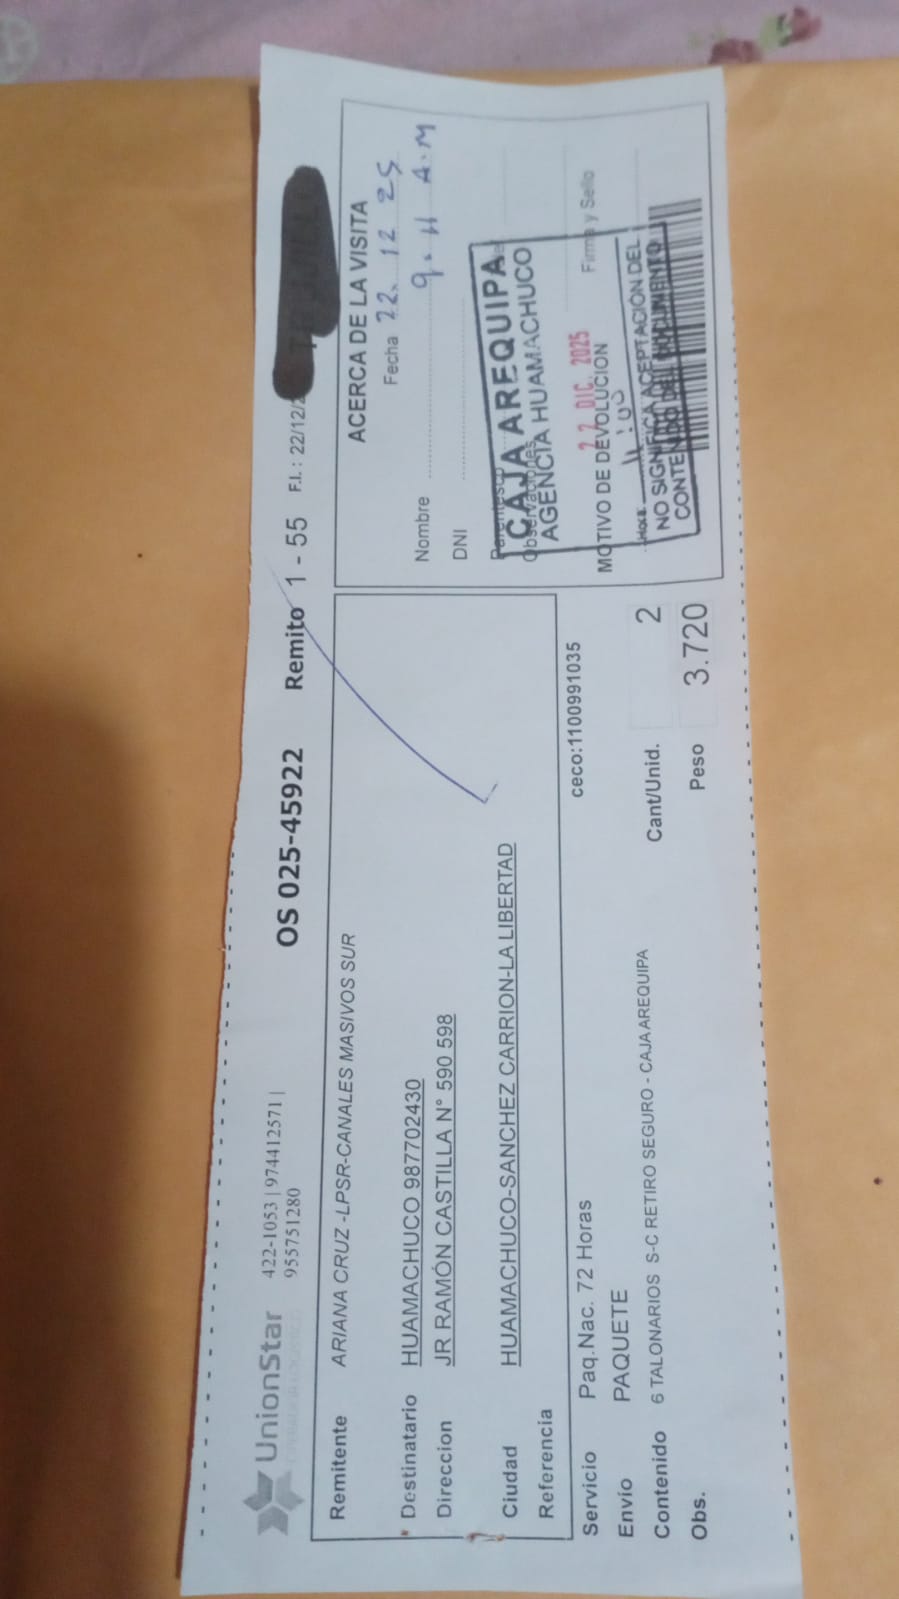 UnionStar
422-1053 | 974412571 |
955751280
OS 025-45922 Remito 1 - 55 F.I.: 22/12/2
Remitente ARIANA CRUZ -LPSR-CANALES MASIVOS SUR
Destinatario HUAMACHUCO 987702430
Direccion JR RAMÓN CASTILLA N° 590 598
Ciudad HUAMACHUCO-SANCHEZ CARRION-LA LIBERTAD
Referencia
Servicio Paq.Nac. 72 Horas ceco:1100991035
Envío PAQUETE
Contenido 6 TALONARIOS S-C RETIRO SEGURO - CAJA AREQUIPA
Obs.
Cant/Unid. 2
Peso 3.720
ACERCA DE LA VISITA
Fecha 22. 12 25
9. 11 A.M
Nombre
DNI
Parentesco
Observaciones
CAJA AREQUIPA
AGENCIA HUAMACHUCO
22 DIC. 2025
MOTIVO DE DEVOLUCION Firma y Sello
Hora:
NO SIGNIFICA ACEPTACIÓN DEL
CONTENIDO DEL DOCUMENTO